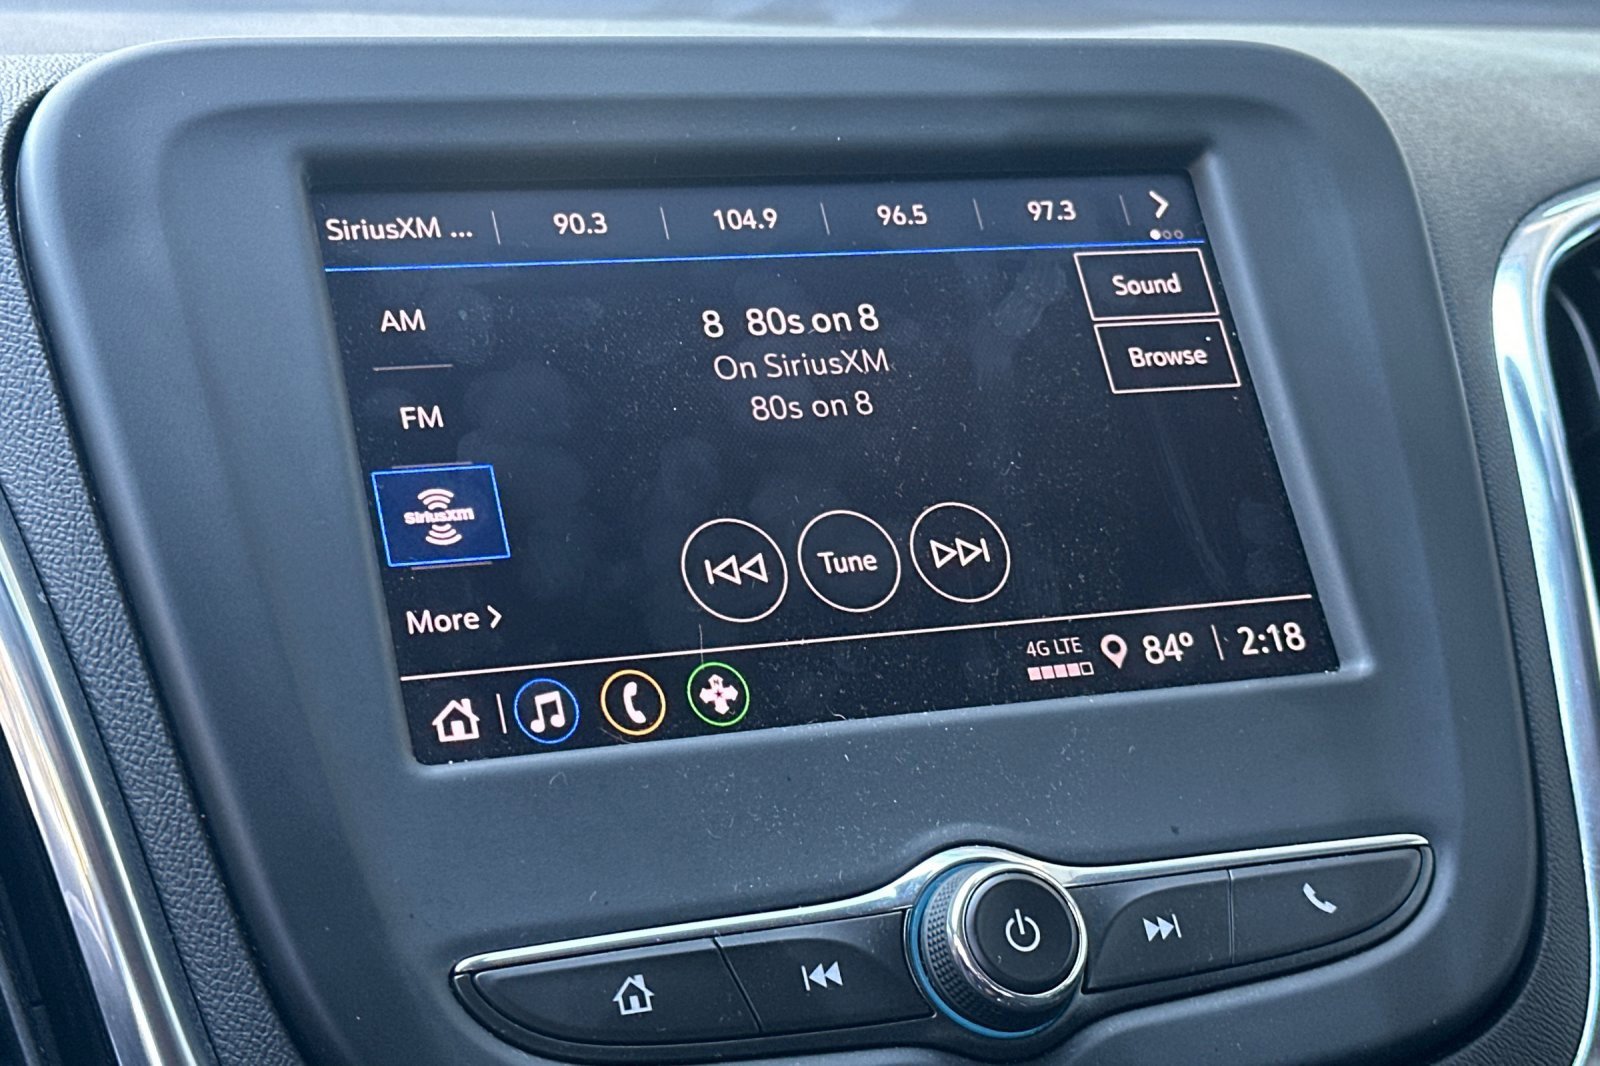 SiriusXM ... 90.3 104.9 96.5 97.3
Sound
AM
8 80s on 8
Browse
On SiriusXM
FM
80s on 8
siriusxm
Tune
More
4G LTE 84° 2:18
N